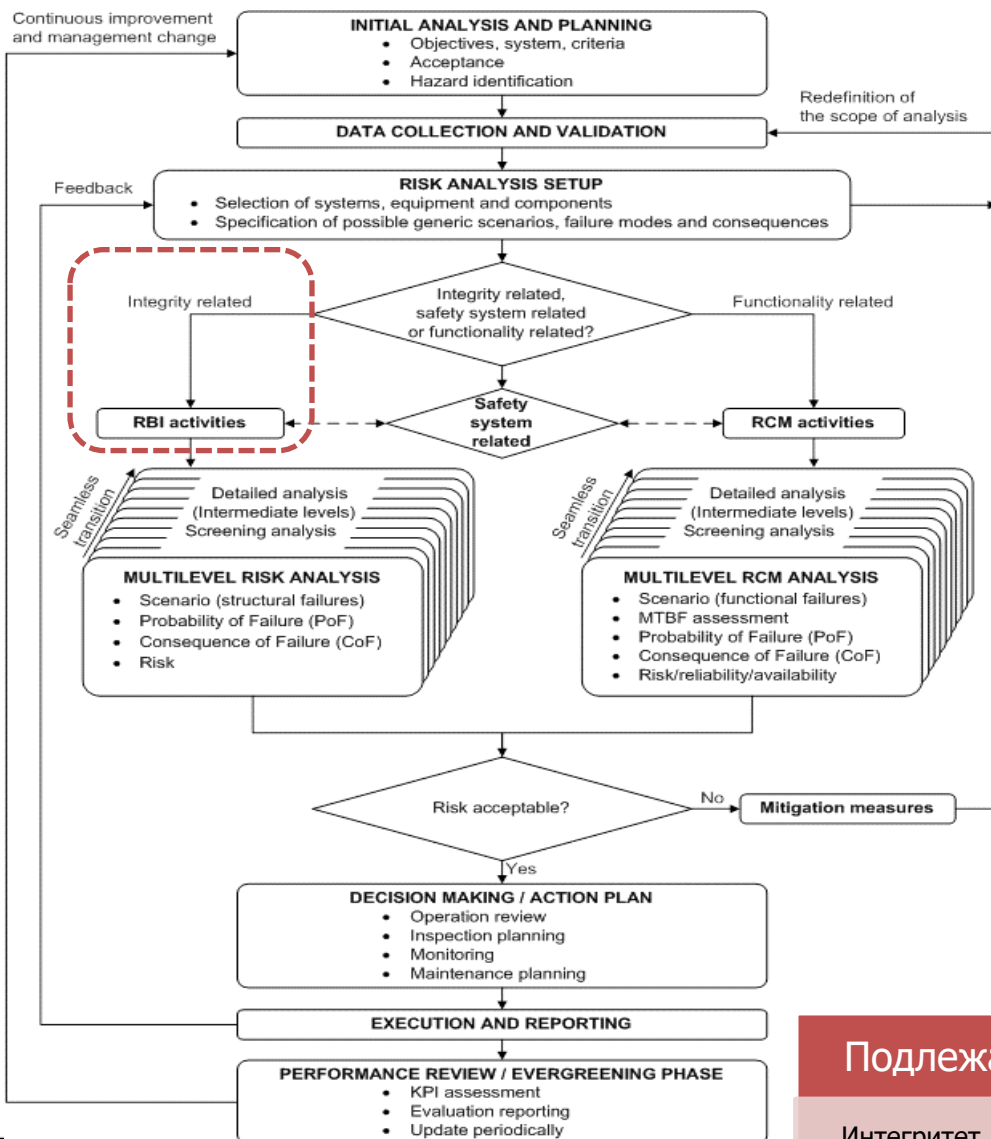 Continuous improvement
and management change
INITIAL ANALYSIS AND PLANNING
• Objectives, system, criteria
• Acceptance
• Hazard identification
Redefinition of
the scope of analysis
DATA COLLECTION AND VALIDATION
Feedback
RISK ANALYSIS SETUP
• Selection of systems, equipment and components
• Specification of possible generic scenarios, failure modes and consequences
Integrity related
Integrity related,
safety system related
or functionality related?
Functionality related
RBI activities
Safety
system
related
RCM activities
Seamless
transition
Detailed analysis
(Intermediate levels)
Screening analysis
MULTILEVEL RISK ANALYSIS
• Scenario (structural failures)
• Probability of Failure (PoF)
• Consequence of Failure (CoF)
• Risk
Seamless
transition
Detailed analysis
(Intermediate levels)
Screening analysis
MULTILEVEL RCM ANALYSIS
• Scenario (functional failures)
• MTBF assessment
• Probability of Failure (PoF)
• Consequence of Failure (CoF)
• Risk/reliability/availability
Risk acceptable?
No
Mitigation measures
Yes
DECISION MAKING / ACTION PLAN
• Operation review
• Inspection planning
• Monitoring
• Maintenance planning
EXECUTION AND REPORTING
PERFORMANCE REVIEW / EVERGREENING PHASE
• KPI assessment
• Evaluation reporting
• Update periodically
Подлежа
Интегритет